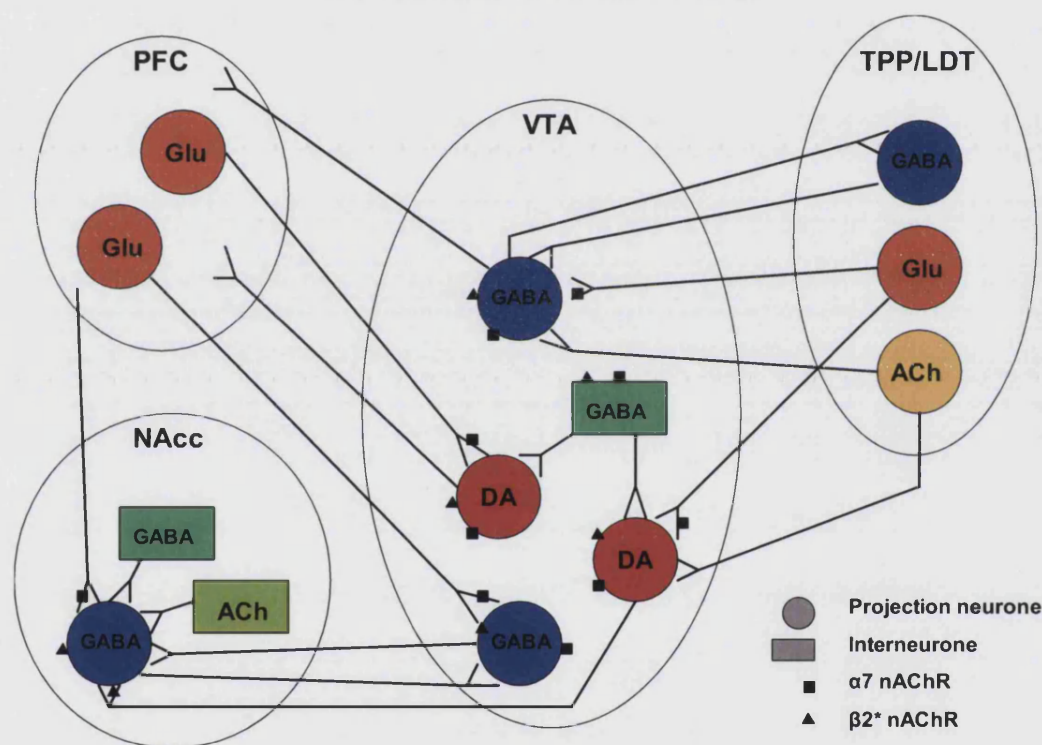 PFC
Glu
Glu
VTA
GABA
GABA
DA
DA
GABA
TPP/LDT
GABA
Glu
ACh
NAcc
GABA
ACh
GABA
Projection neurone
Interneurone
α7 nAChR
β2* nAChR